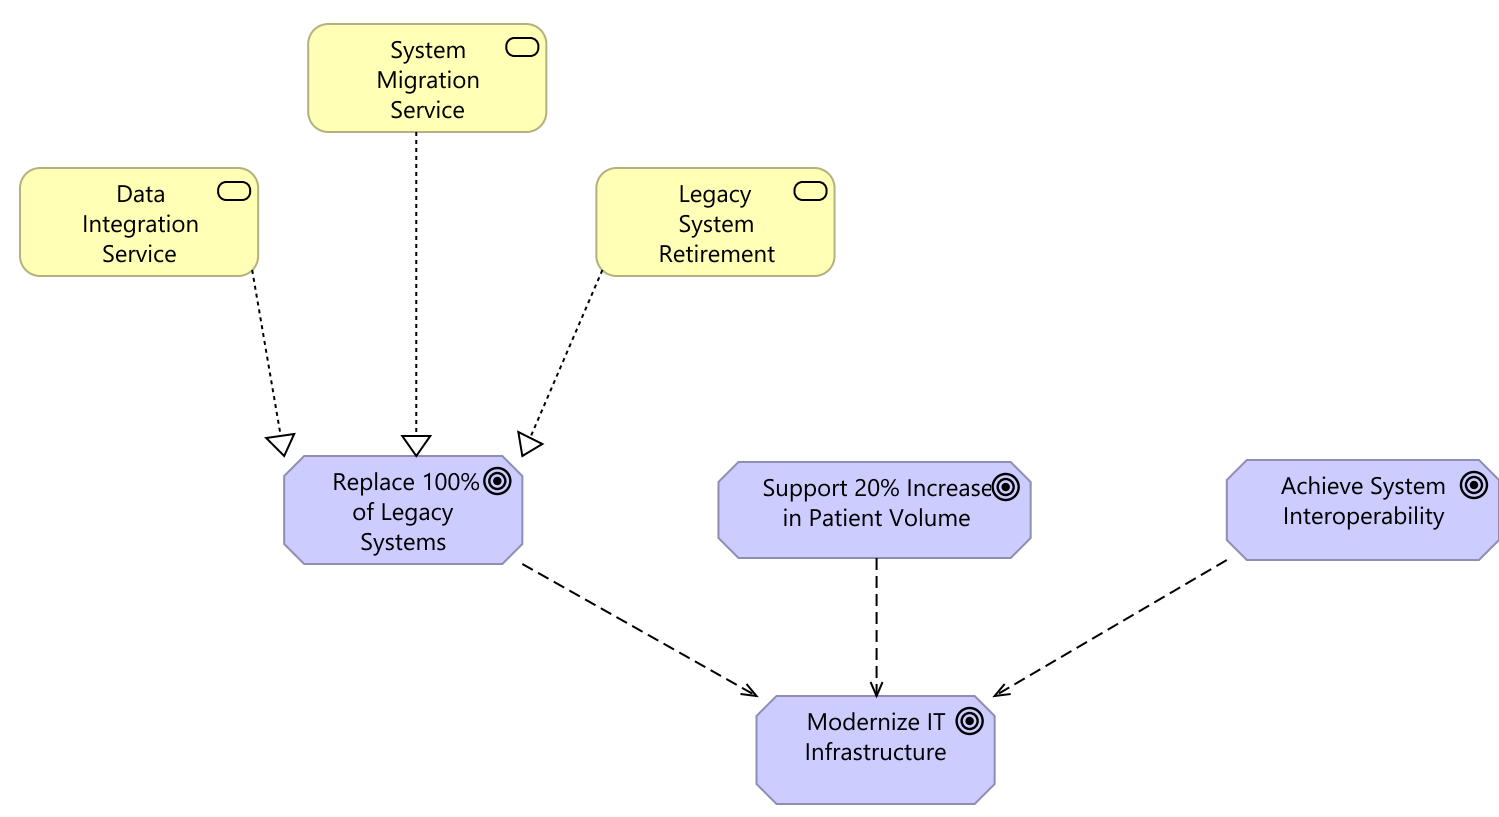 System
Migration
Service
Data
Integration
Service
Legacy
System
Retirement
Replace 100%
of Legacy
Systems
Support 20% Increase
in Patient Volume
Achieve System
Interoperability
Modernize IT
Infrastructure